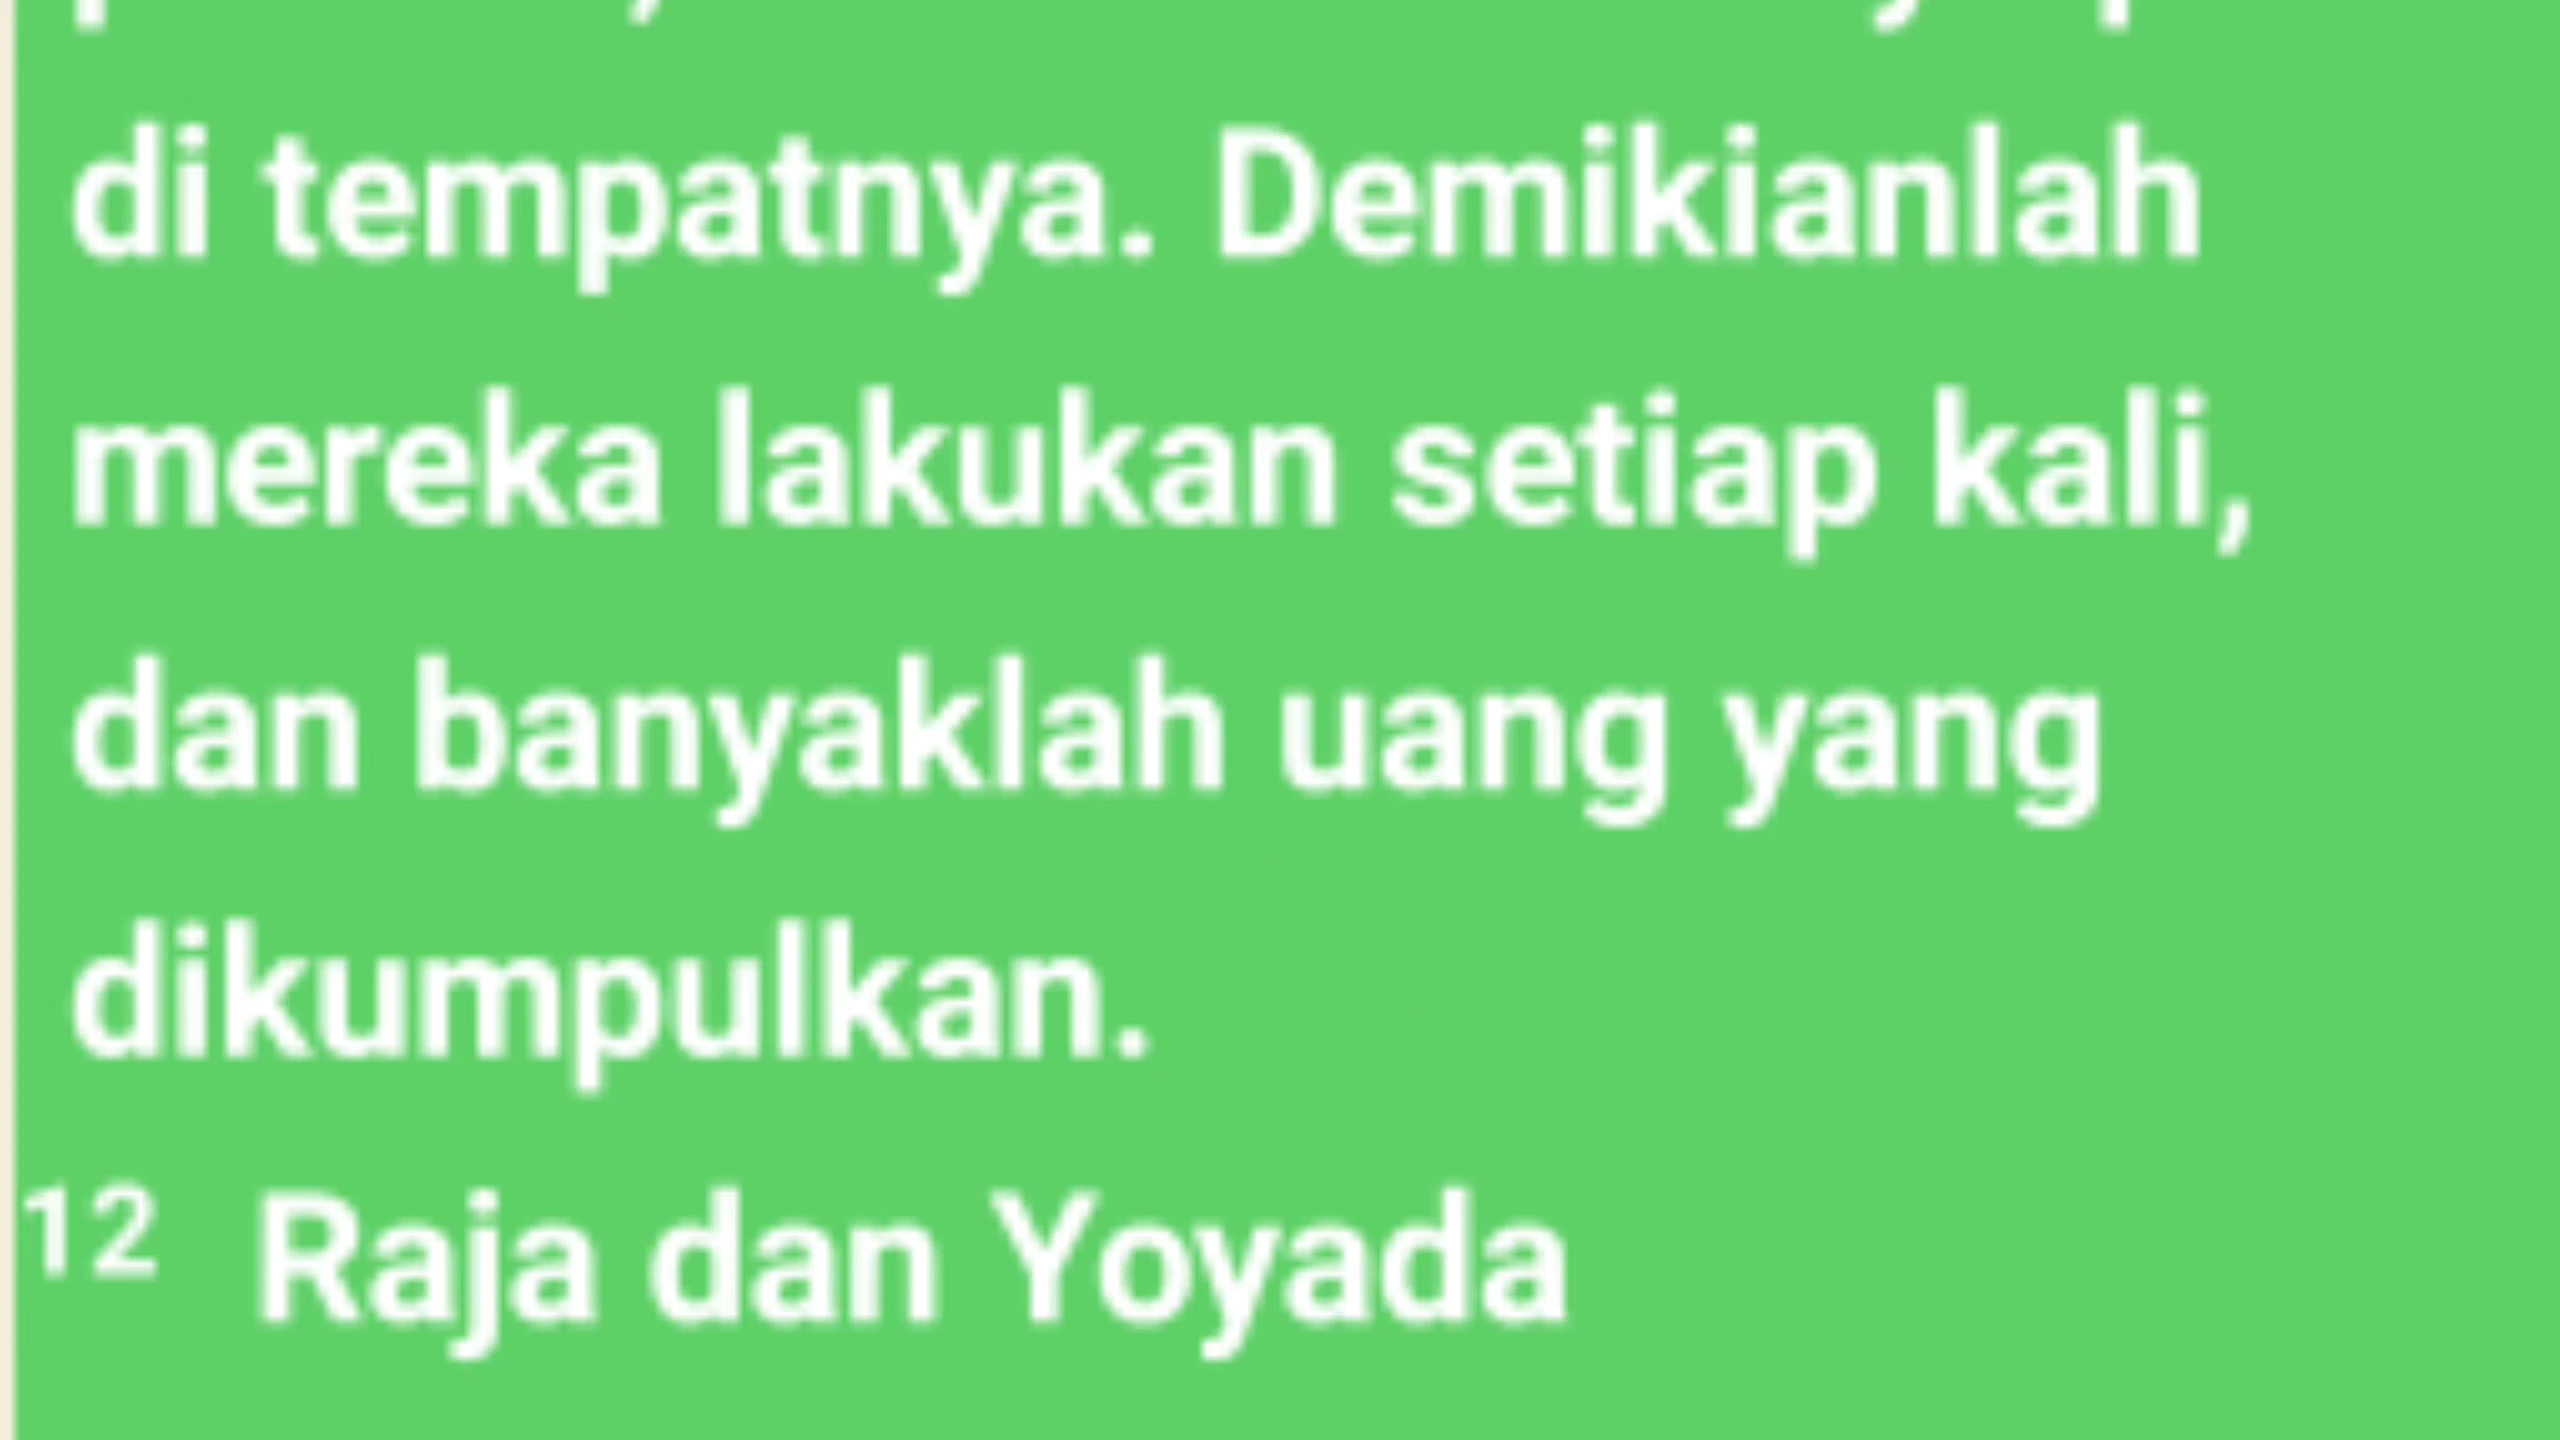 di tempatnya. Demikianlah
mereka lakukan setiap kali,
dan banyaklah uang yang
dikumpulkan.
12 Raja dan Yoyada